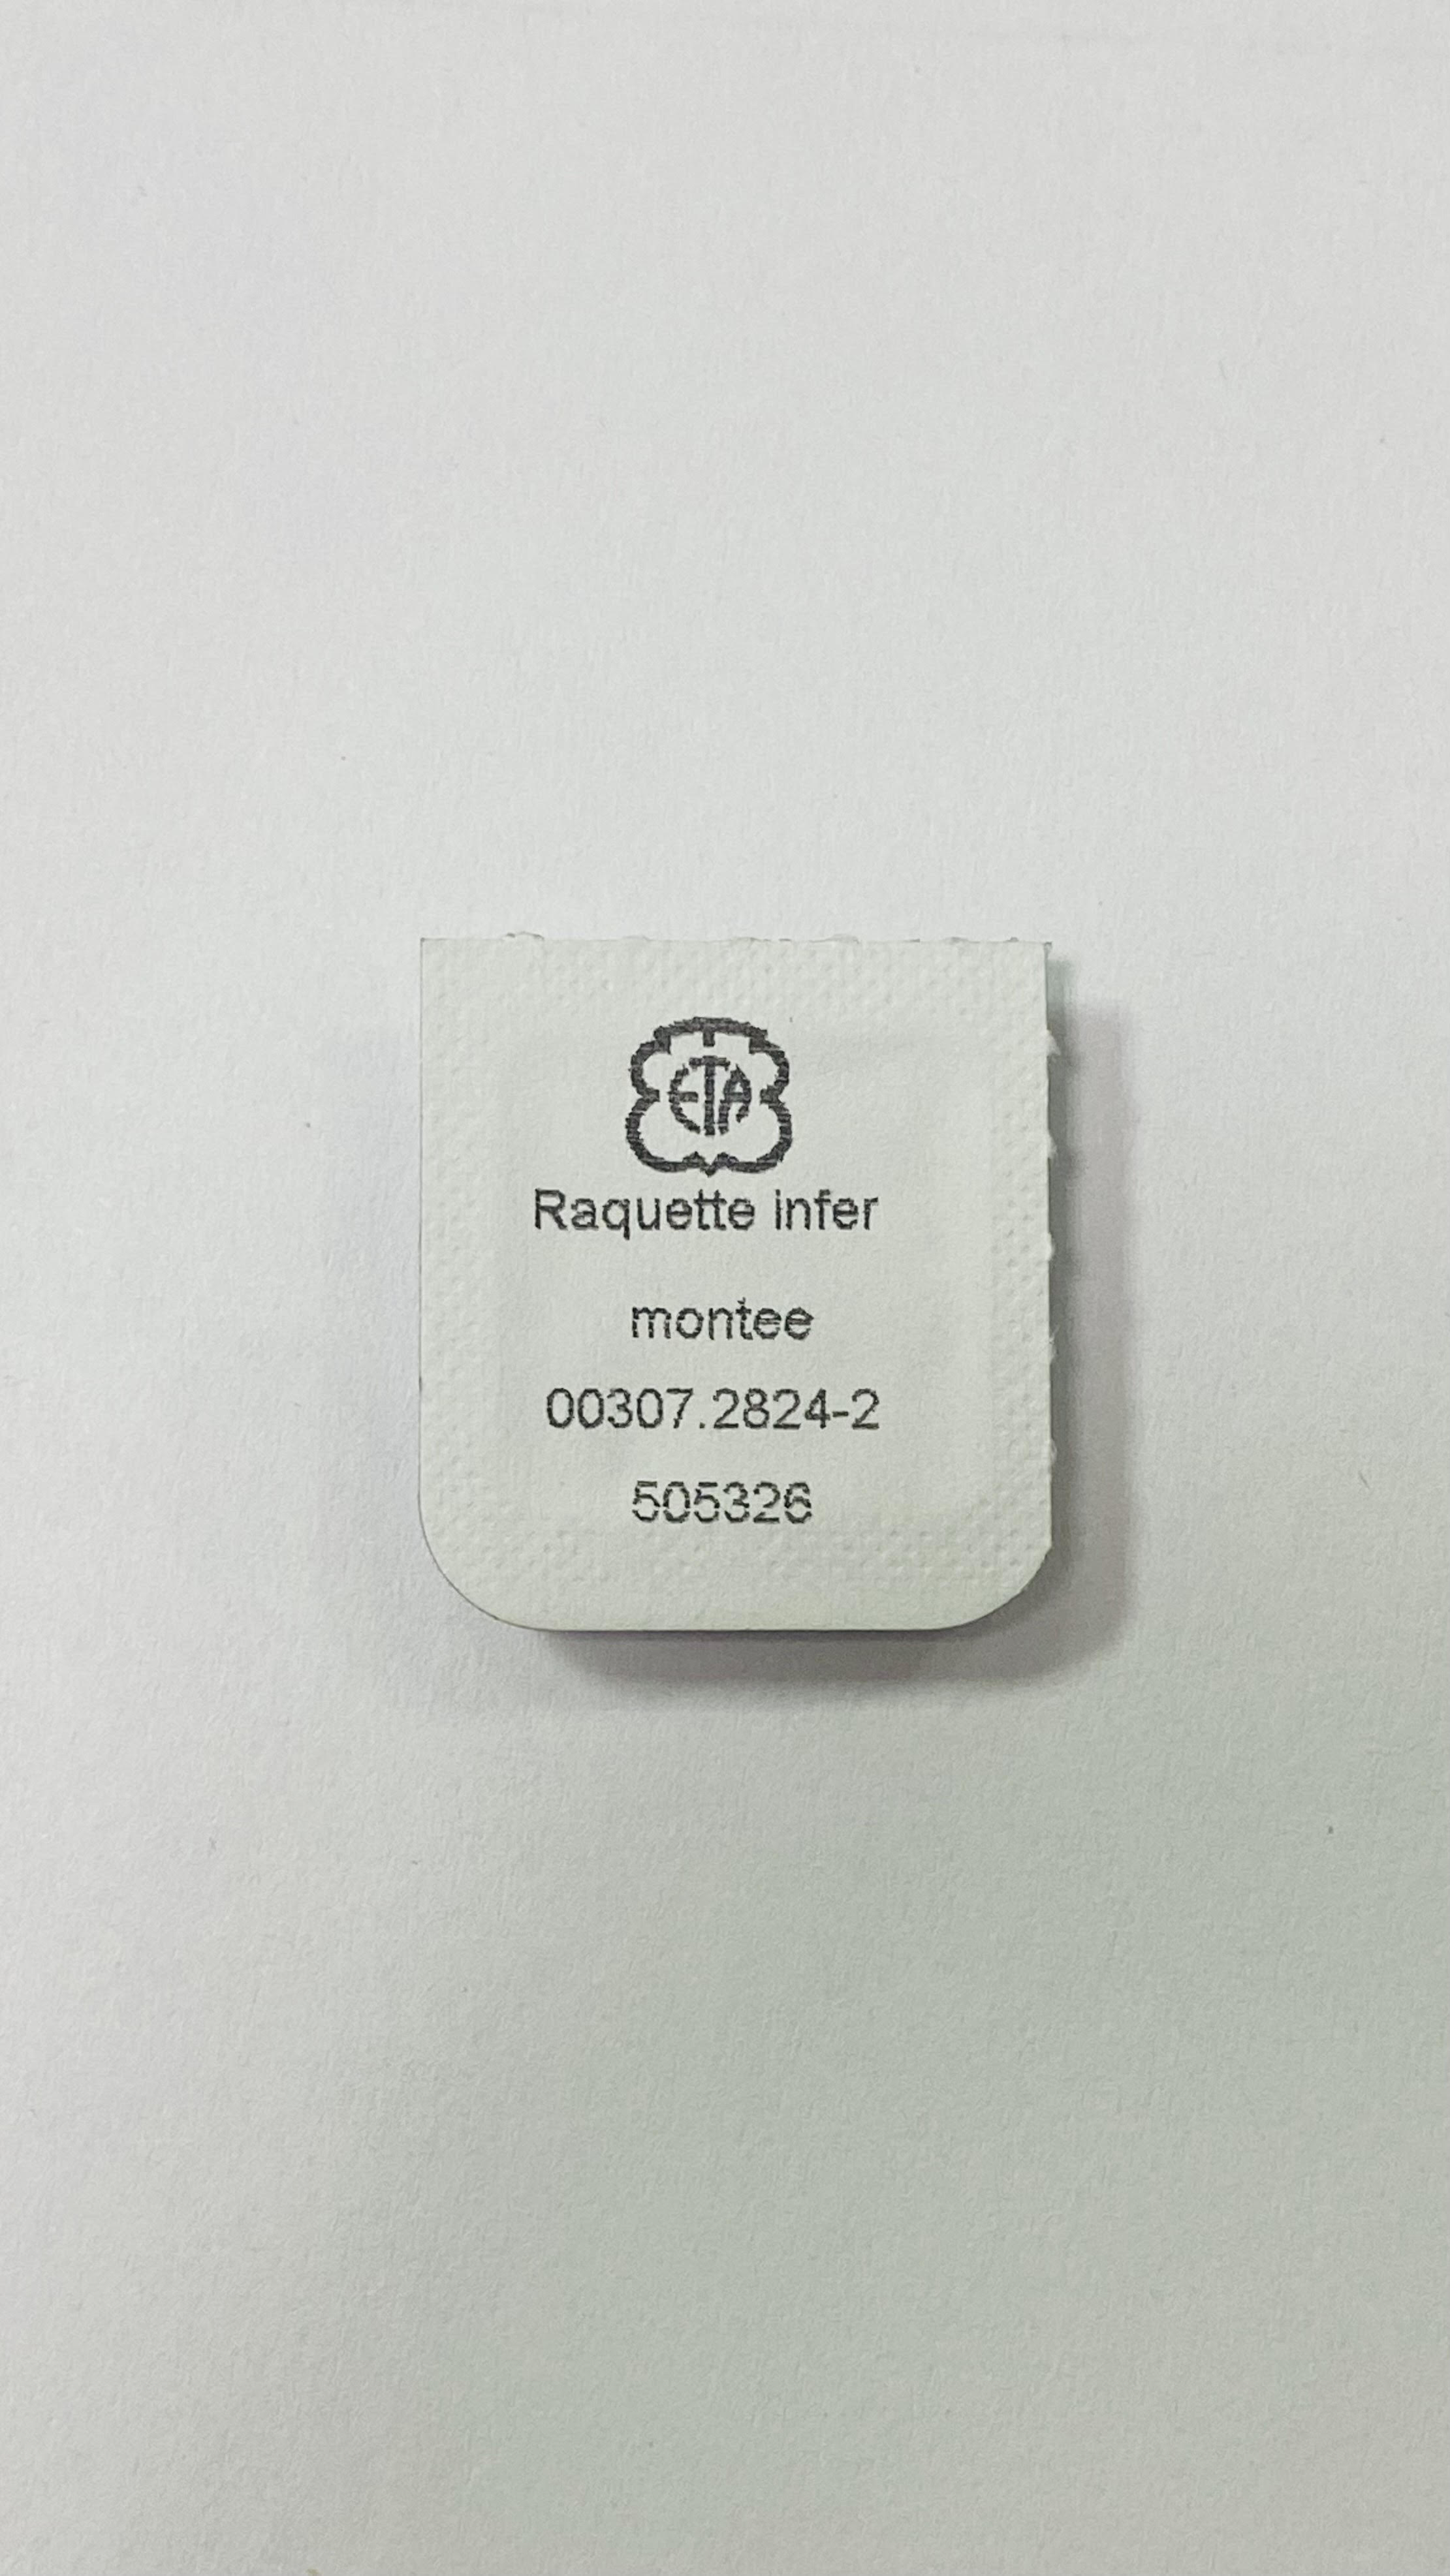 ETA
Raquette infer
montee
00307.2824-2
505326